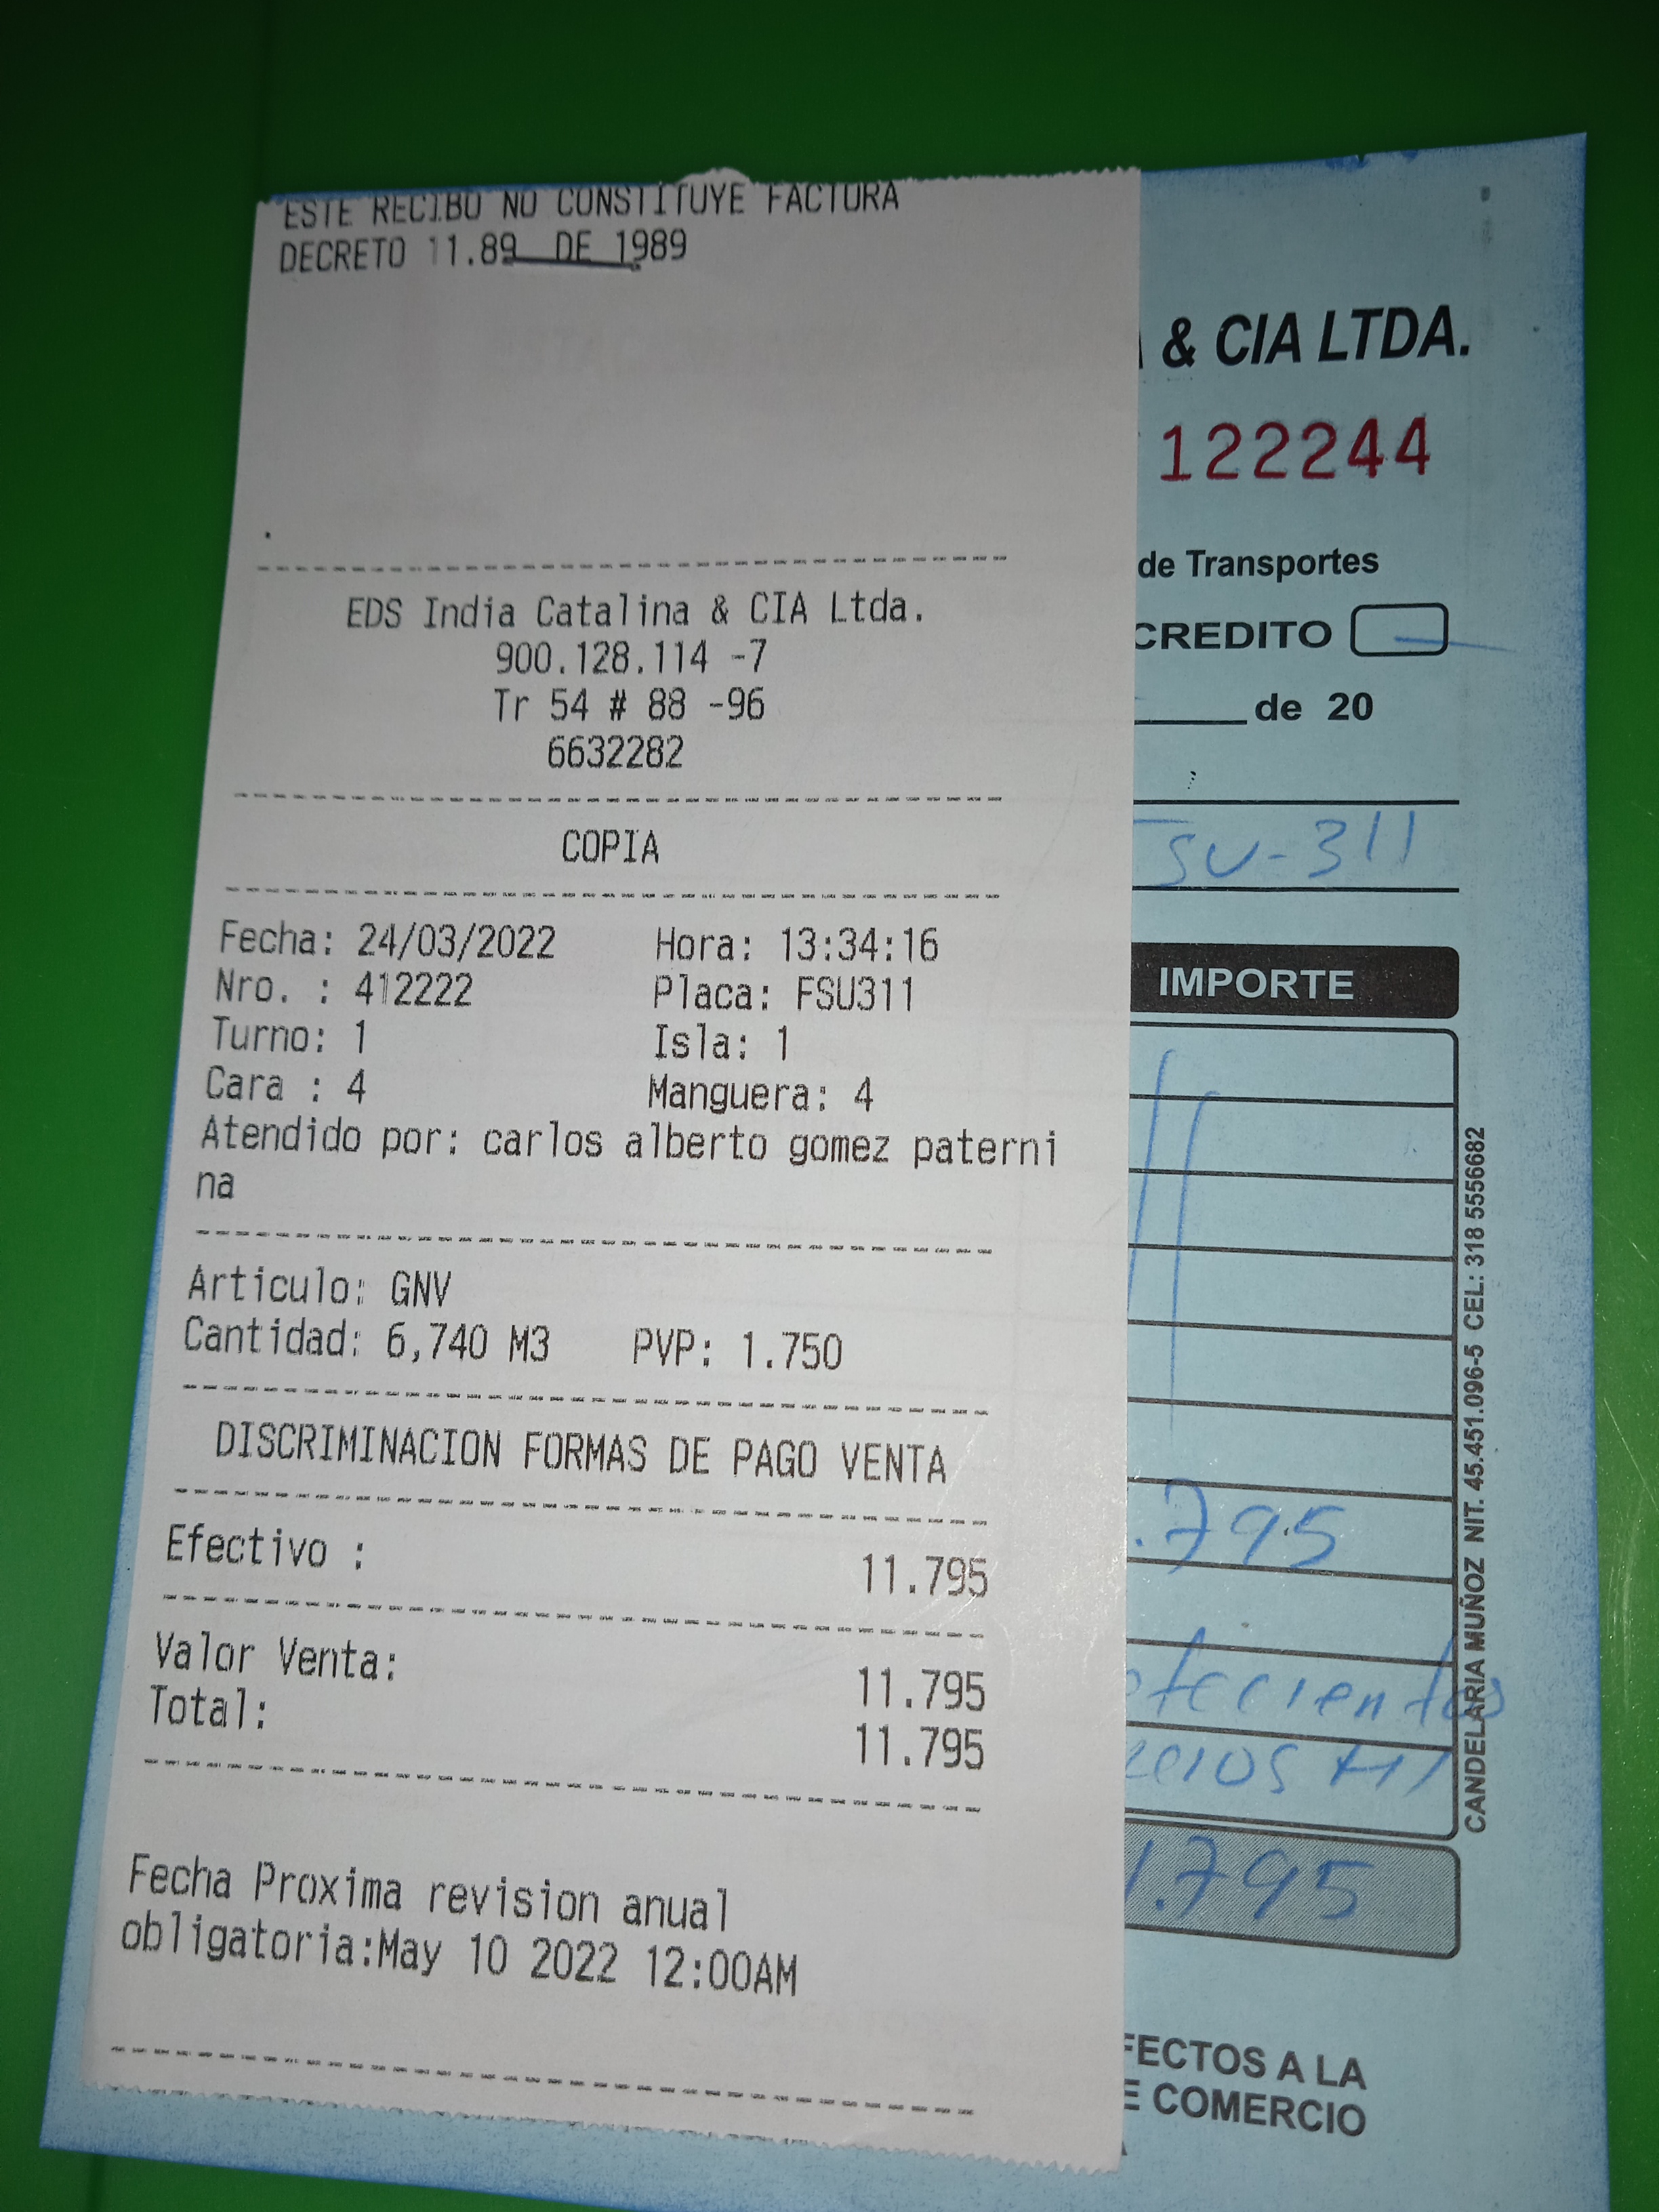 ESTE RECIBO NO CONSTITUYE FACTURA
DECRETO 11.89 DE 1989
EDS India Catalina & CIA Ltda.
900.128.114 -7
Tr 54 # 88 -96
6632282
COPIA
Fecha: 24/03/2022 Hora: 13:34:16
Nro. : 412222 Placa: FSU311
Turno: 1 Isla: 1
Cara : 4 Manguera: 4
Atendido por: carlos alberto gomez paterni
na
Articulo: GNV
Cantidad: 6,740 M3 PVP: 1.750
DISCRIMINACION FORMAS DE PAGO VENTA
Efectivo : 11.795
Valor Venta: 11.795
Total: 11.795
Fecha Proxima revision anual
obligatoria:May 10 2022 12:00AM
& CIA LTDA.
122244
de Transportes
CREDITO
de 20
SU-311
IMPORTE
.795
1.795
FECTOS A LA
E COMERCIO
CANDELARIA MUÑOZ NIT. 45.451.096-5 CEL: 318 5556682